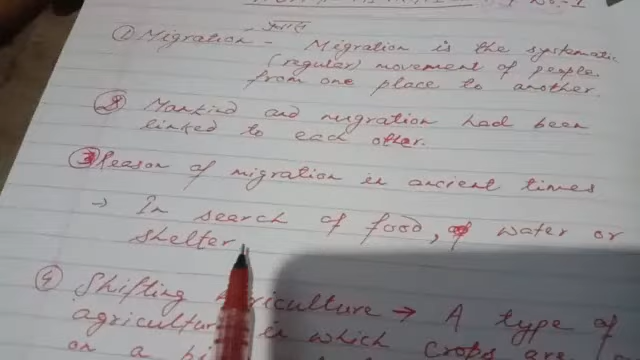 ① Migration - Migration is the systematic
(regular) movement of people
from one place to another.
② Mankind and migration had been
linked to each other.
③ Reason of migration in ancient times
→ In search of food, water or
shelter
④ Shifting Agriculture → A type of
agriculture in which crops are
on a